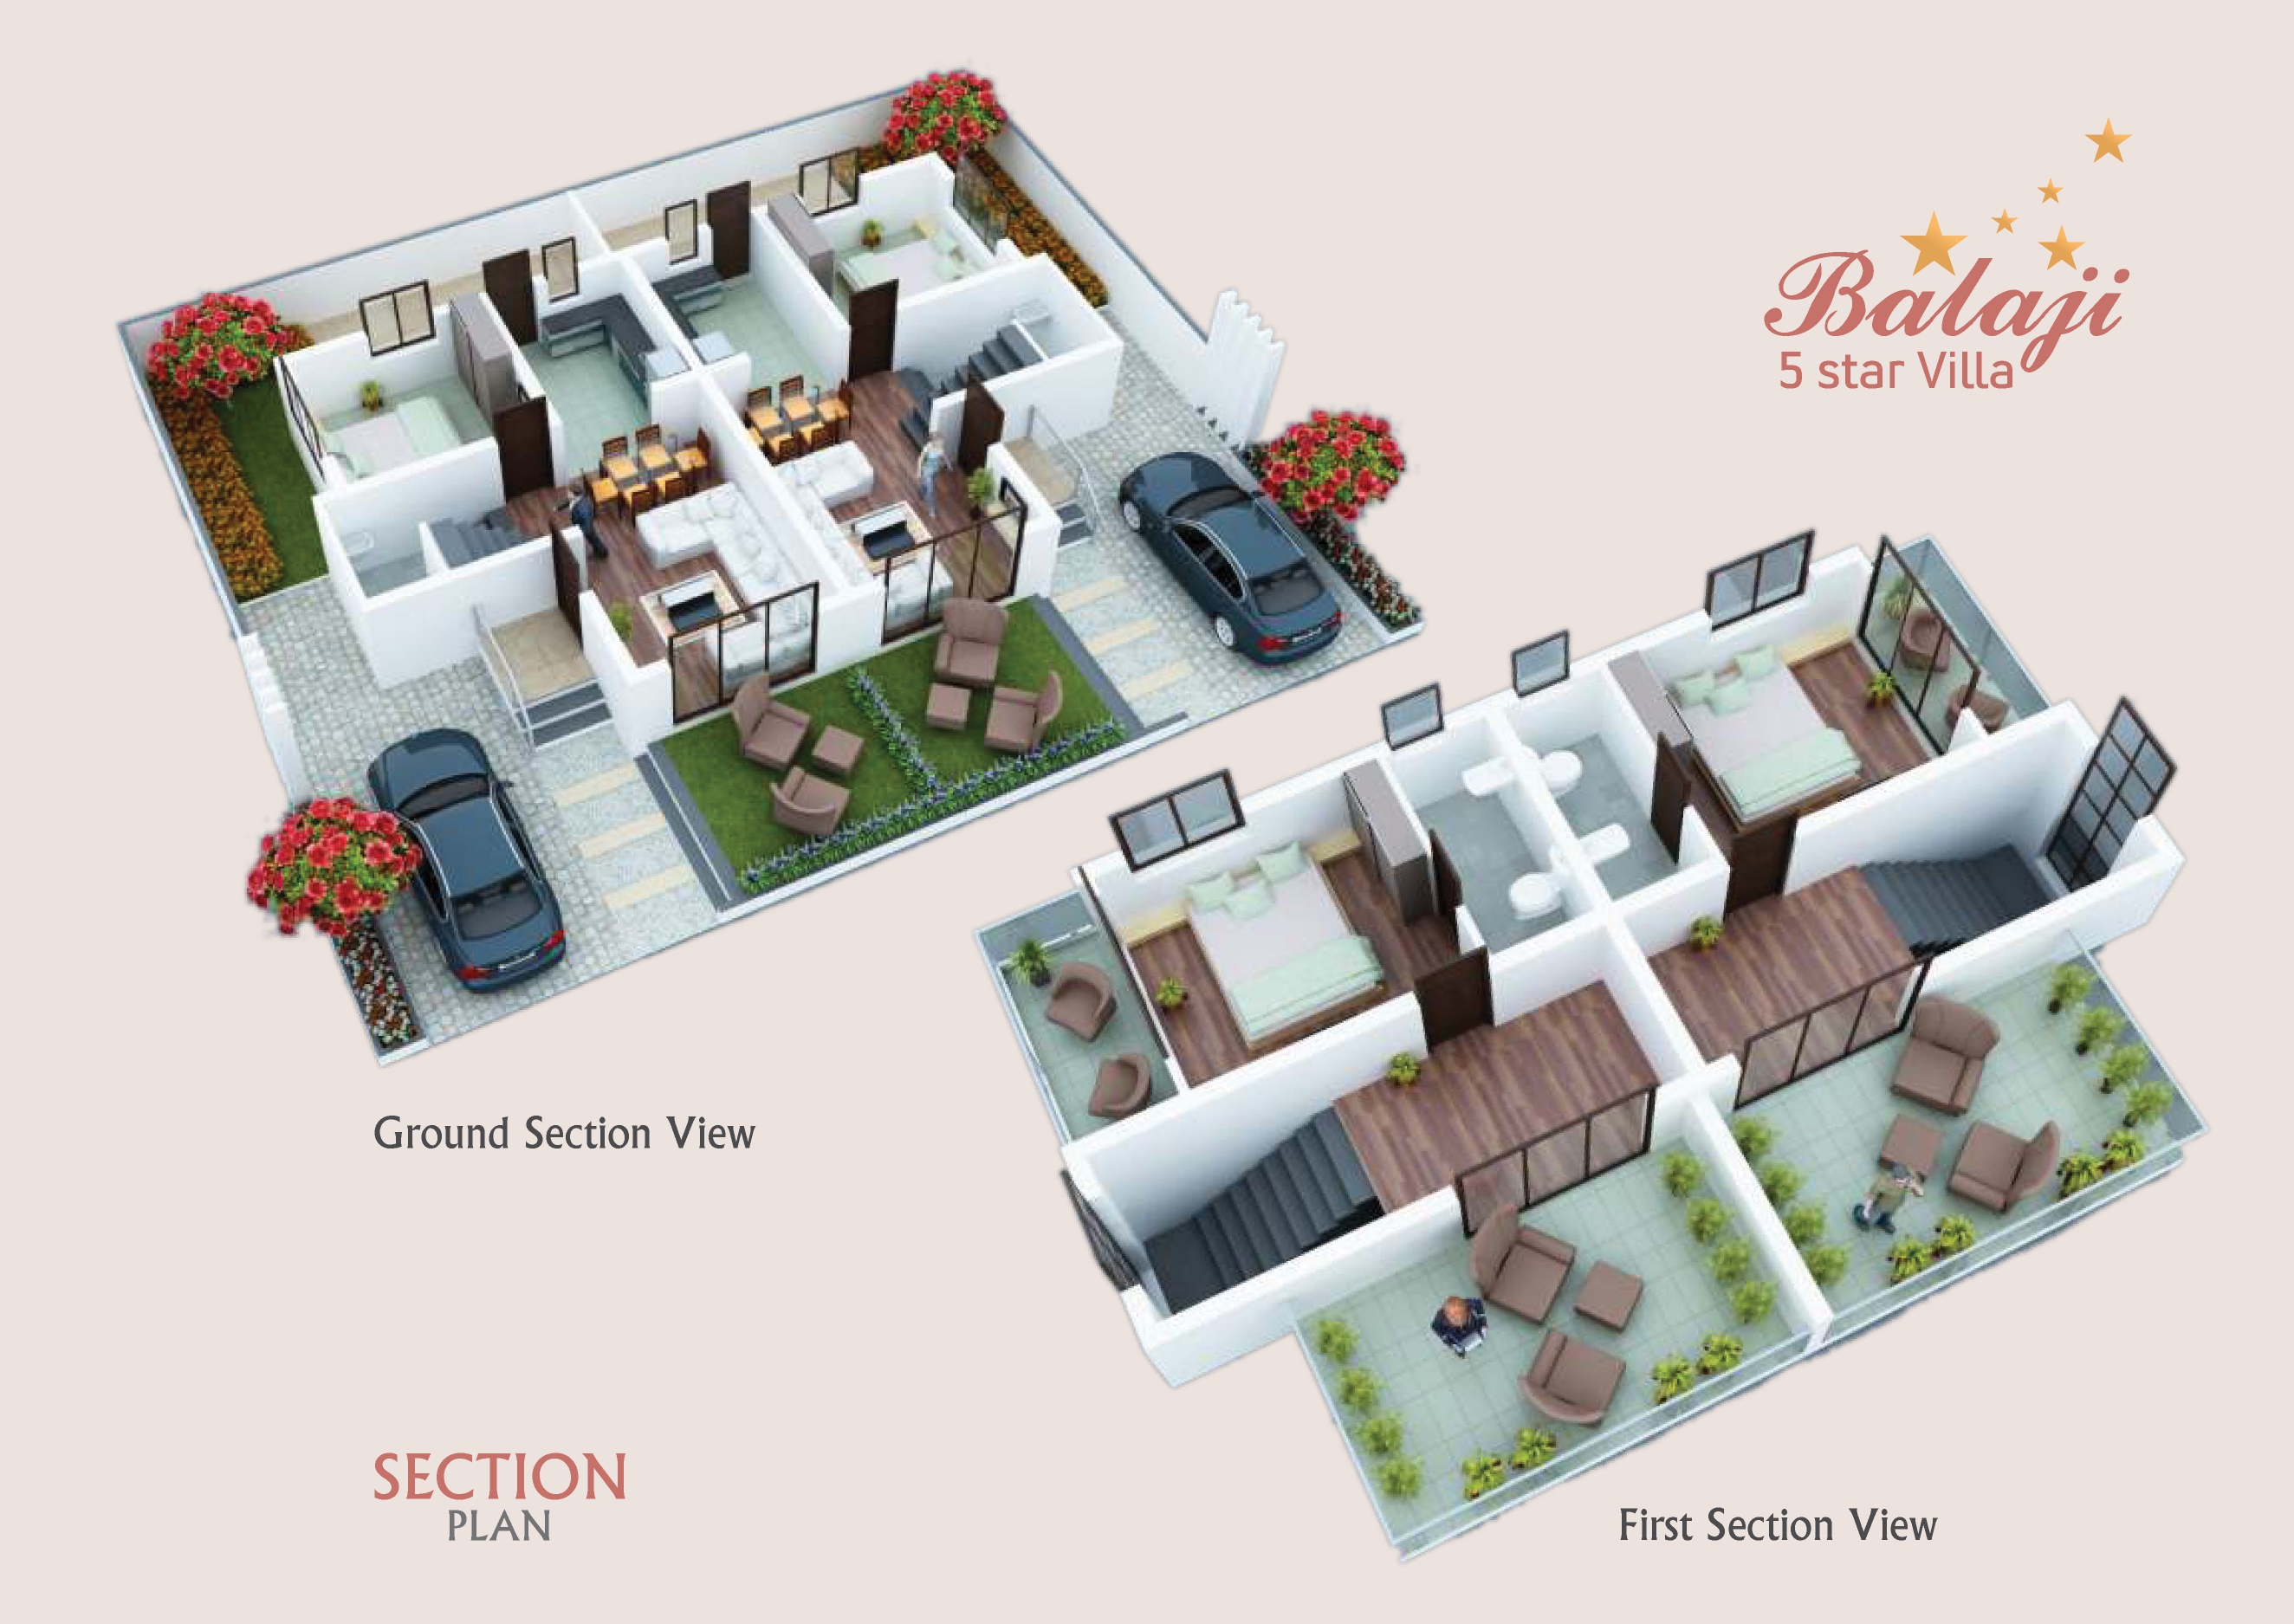 Balaji
5 star Villa
Ground Section View
SECTION
PLAN
First Section View